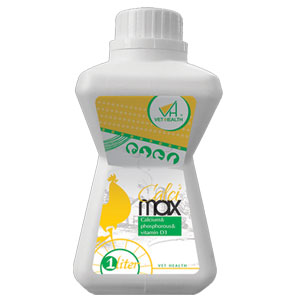 VET HEALTH
Calci
max
Calcium&
phosphorous&
vitamin D3
1 liter
VET HEALTH